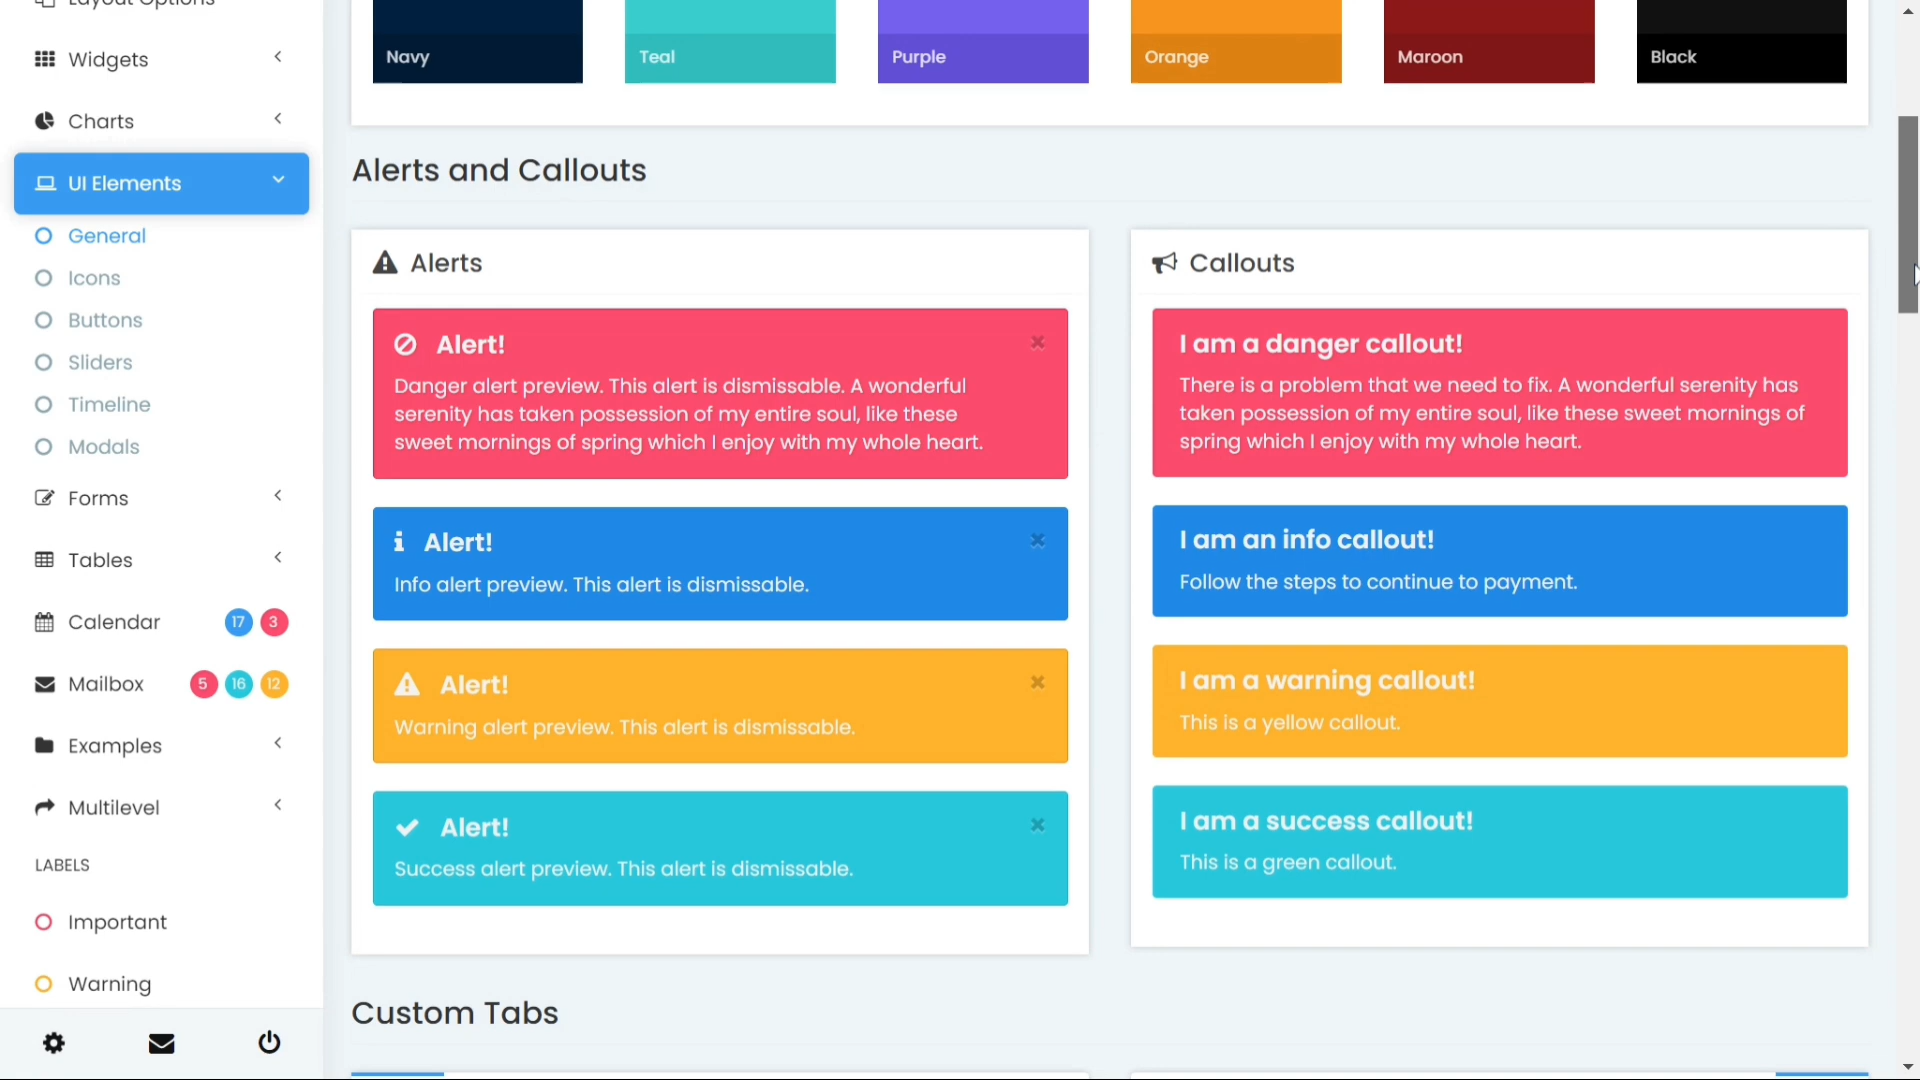 Layout Options
Widgets
Charts
UI Elements
General
Icons
Buttons
Sliders
Timeline
Modals
Forms
Tables
Calendar 17 3
Mailbox 5 16 12
Examples
Multilevel
LABELS
Important
Warning
Navy
Teal
Purple
Orange
Maroon
Black
Alerts and Callouts
Alerts
Alert!
Danger alert preview. This alert is dismissable. A wonderful
serenity has taken possession of my entire soul, like these
sweet mornings of spring which I enjoy with my whole heart.
Alert!
Info alert preview. This alert is dismissable.
Alert!
Warning alert preview. This alert is dismissable.
Alert!
Success alert preview. This alert is dismissable.
Callouts
I am a danger callout!
There is a problem that we need to fix. A wonderful serenity has
taken possession of my entire soul, like these sweet mornings of
spring which I enjoy with my whole heart.
I am an info callout!
Follow the steps to continue to payment.
I am a warning callout!
This is a yellow callout.
I am a success callout!
This is a green callout.
Custom Tabs